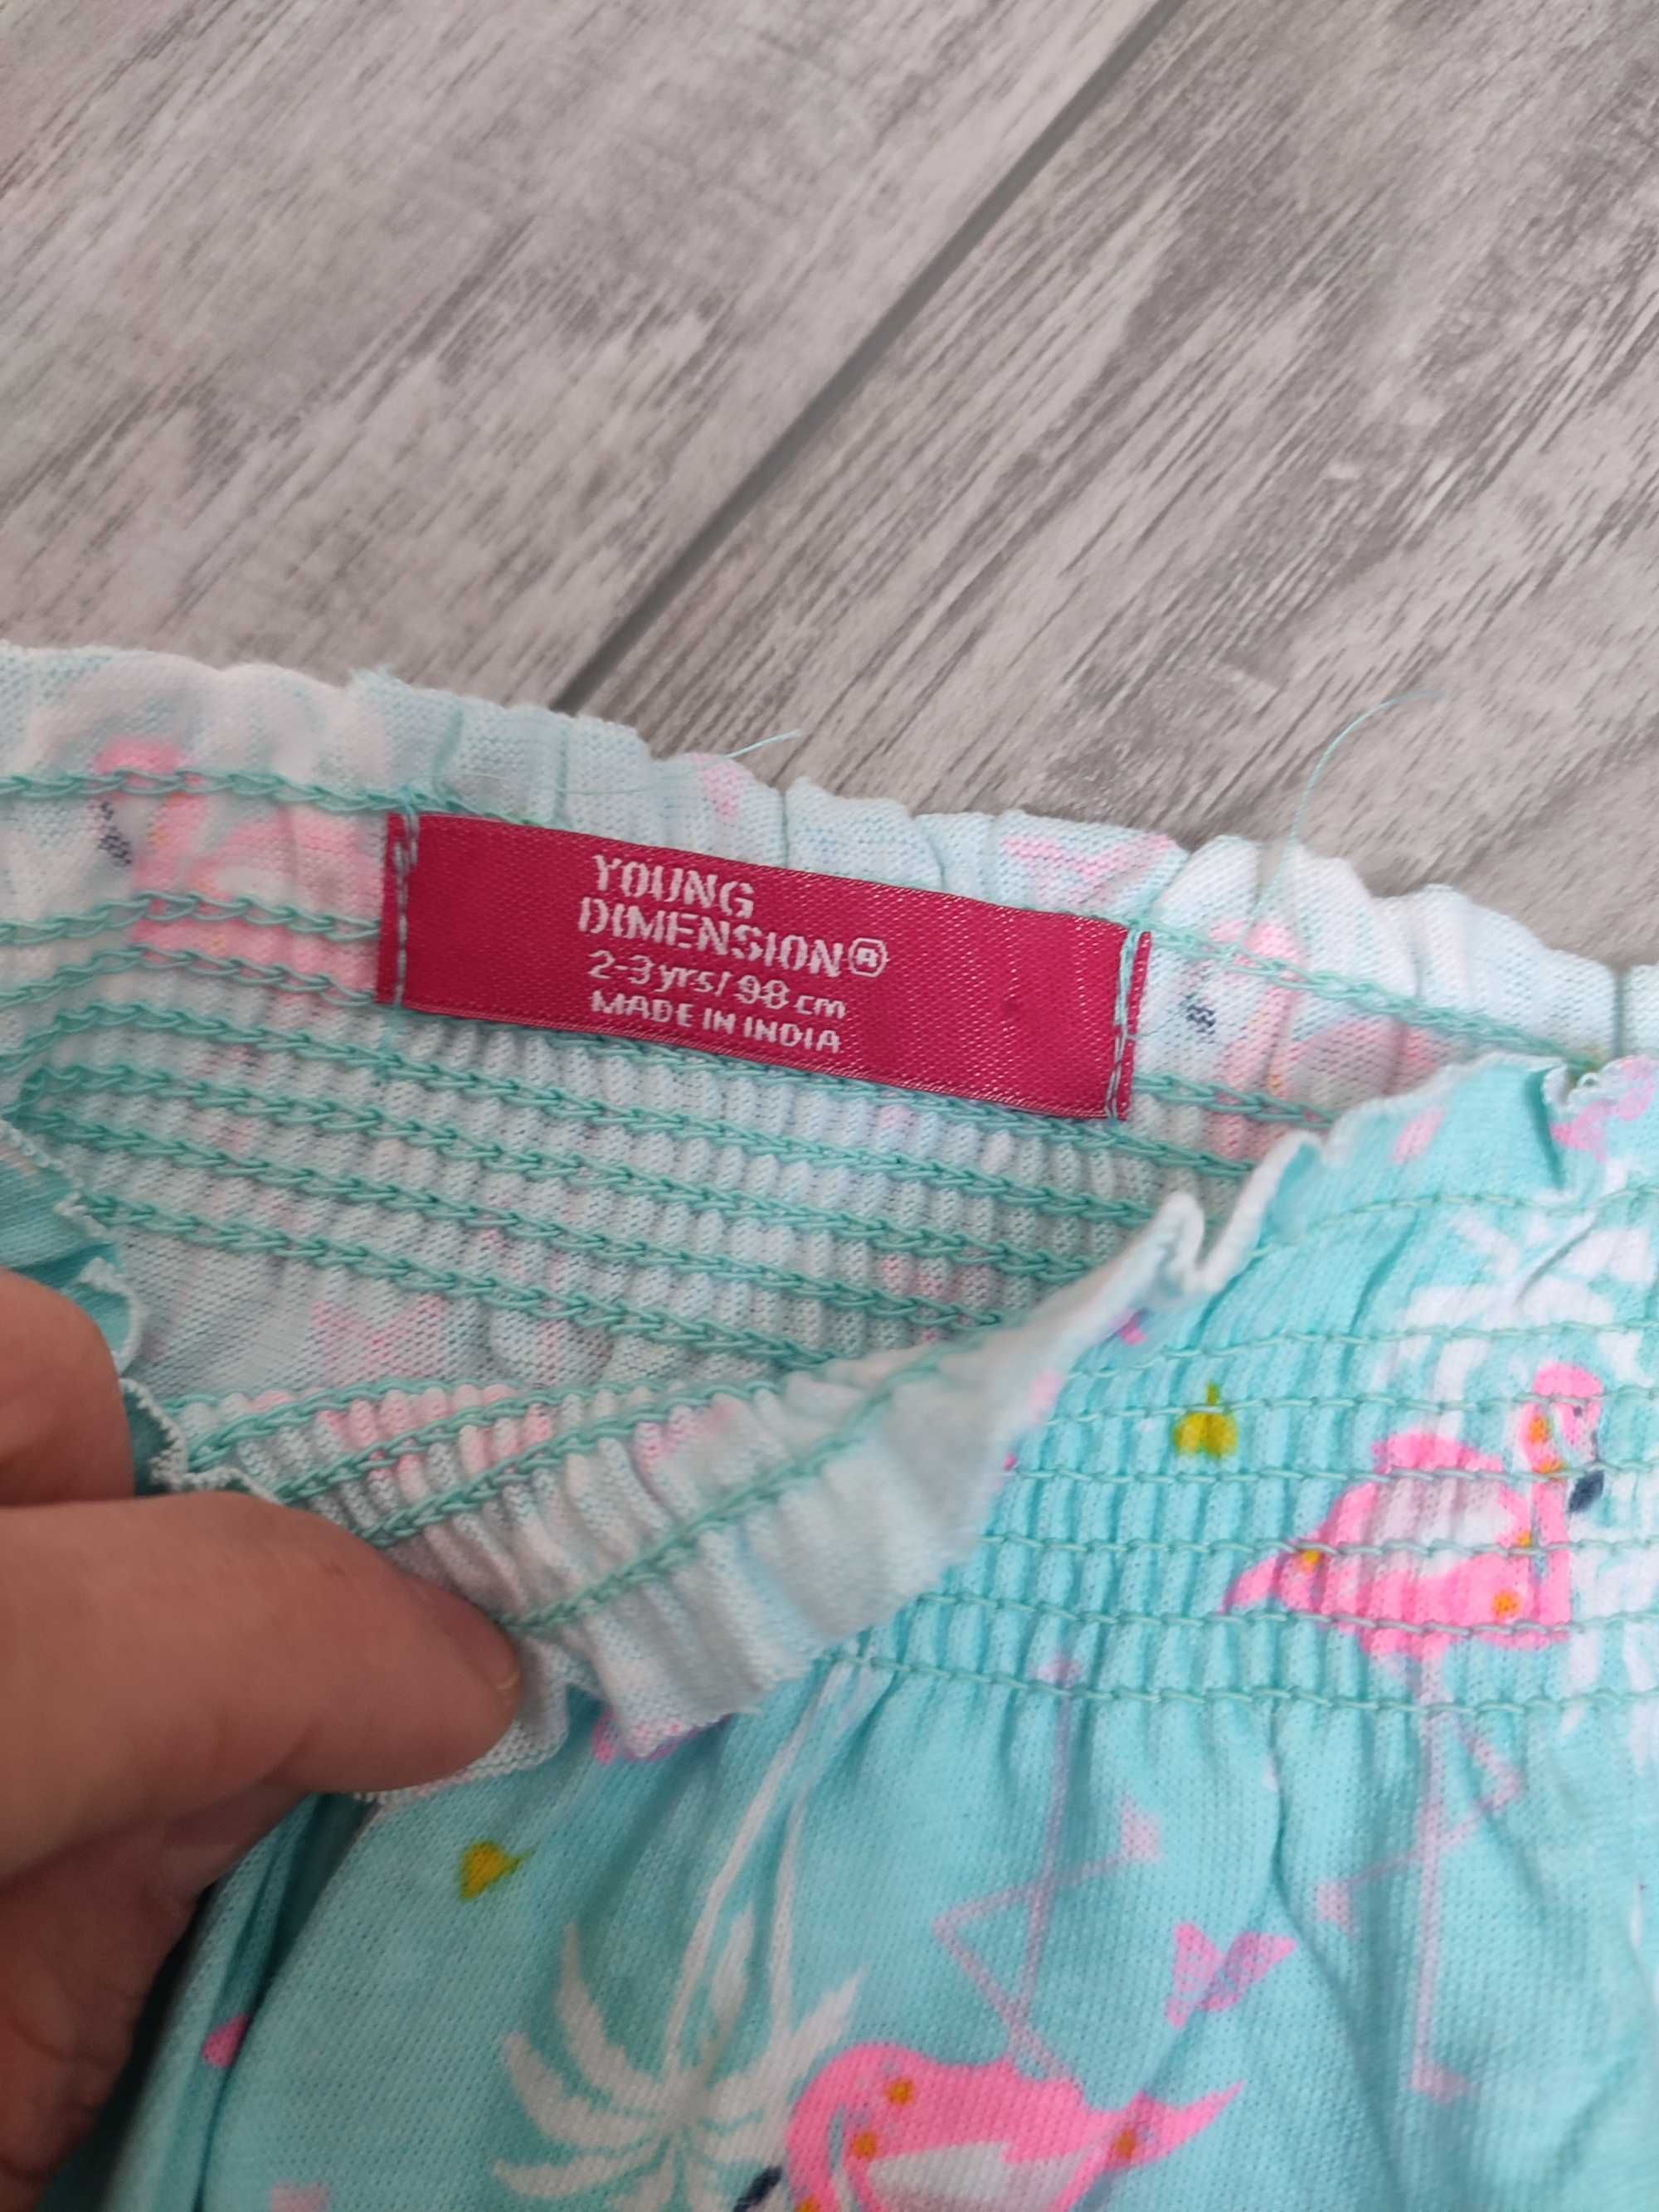 YOUNG
DIMENSION®
2-3 yrs/ 98 cm
MADE IN INDIA